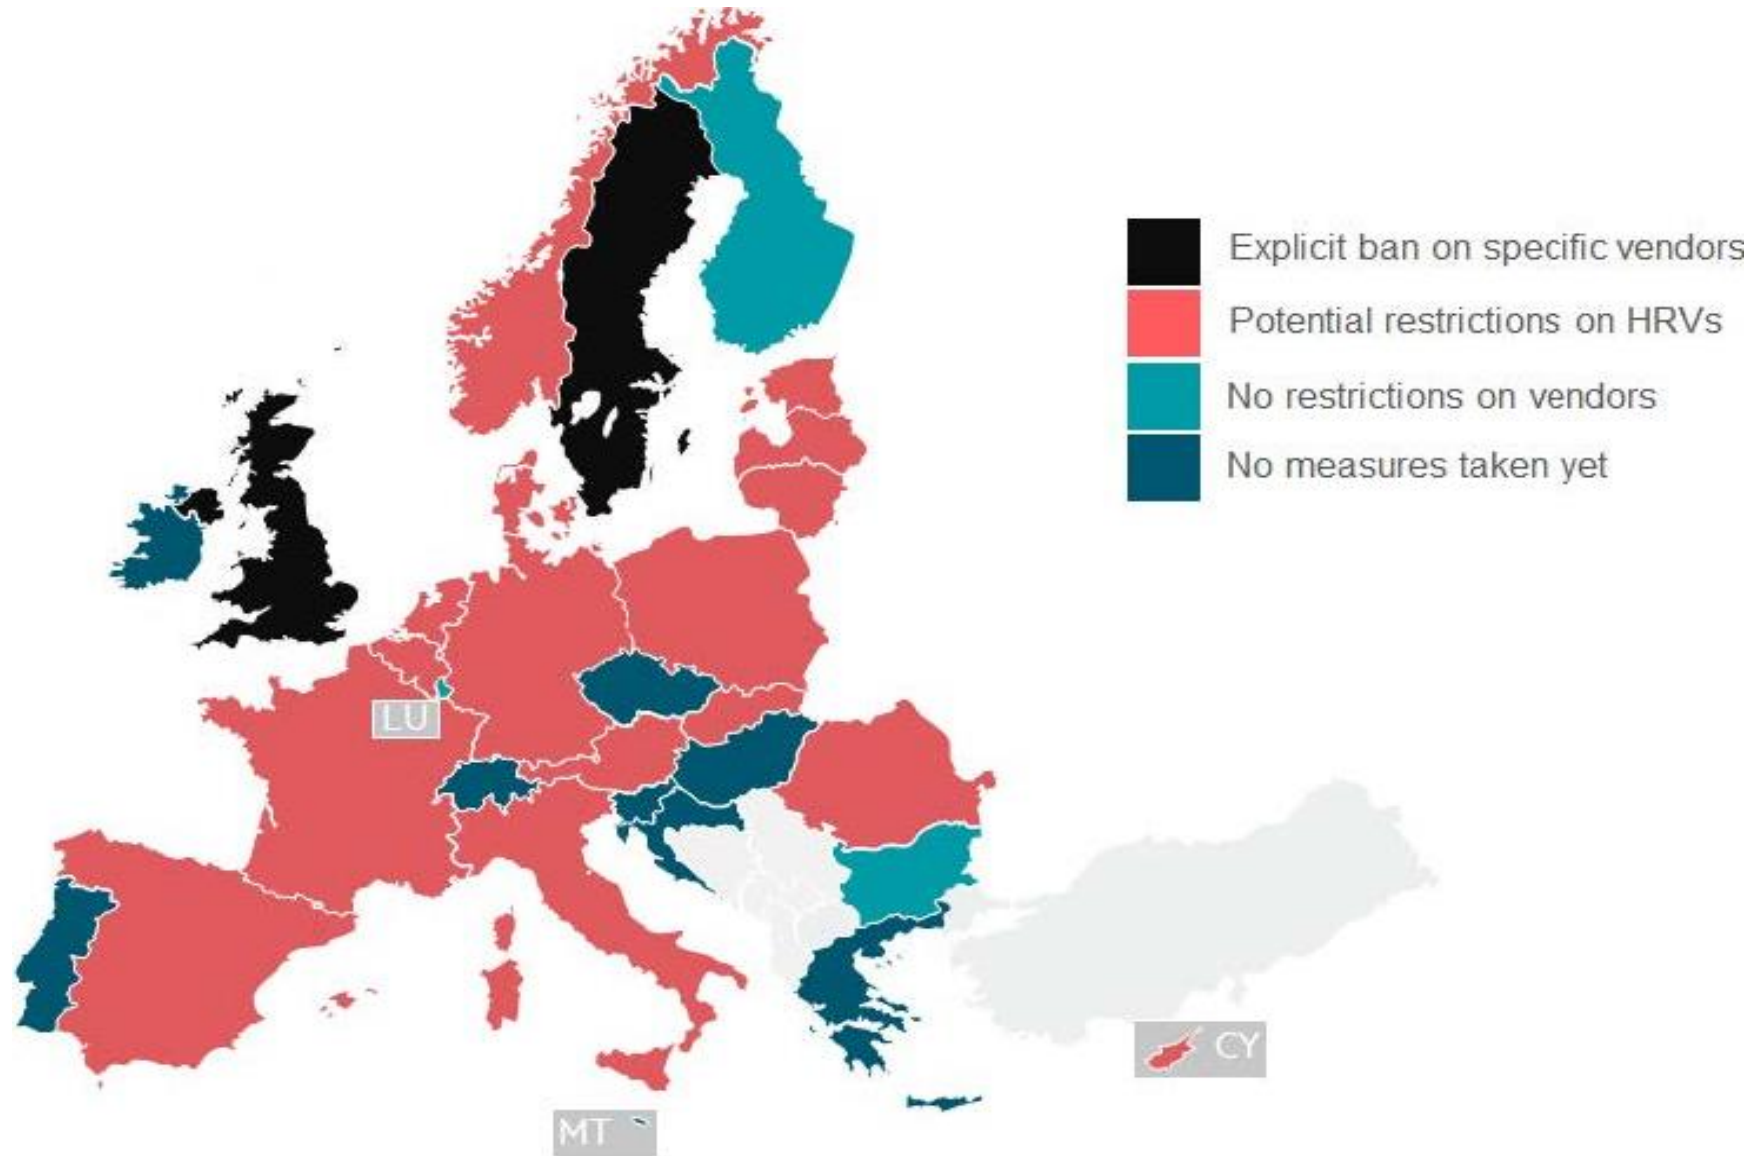 Explicit ban on specific vendors
Potential restrictions on HRVs
No restrictions on vendors
No measures taken yet
LU
CY
MT